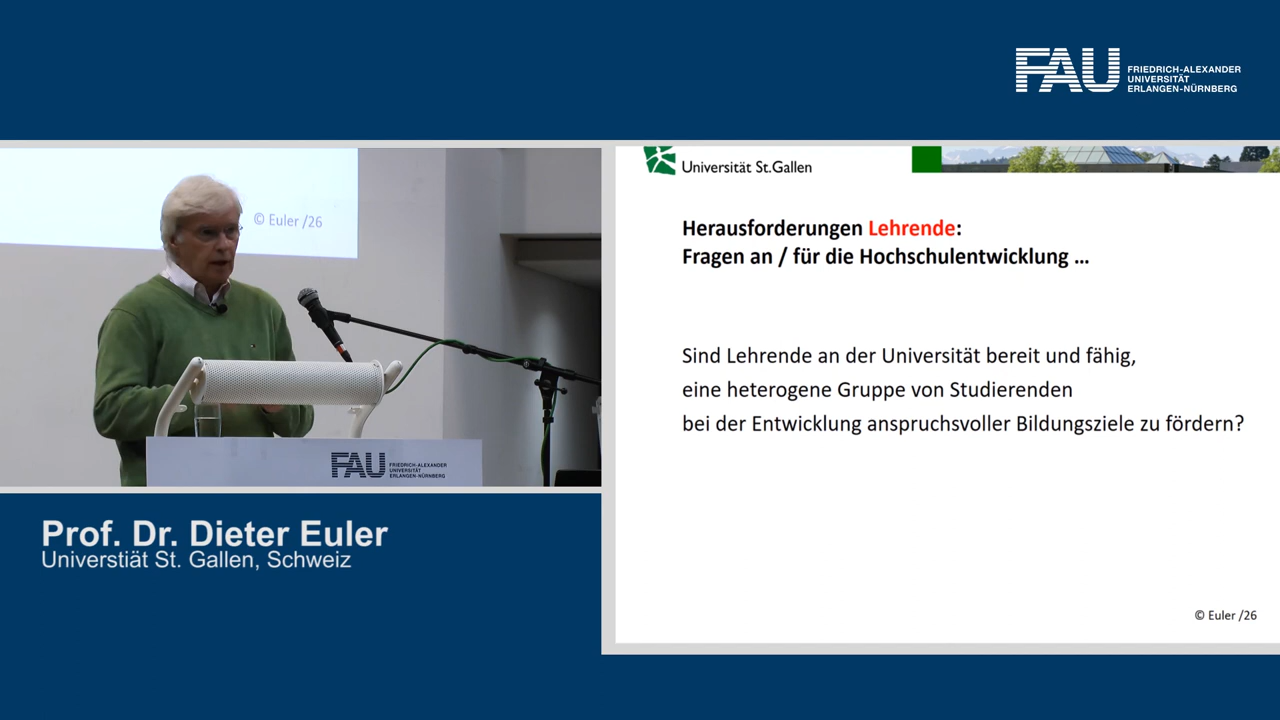 FAU
FRIEDRICH-ALEXANDER
UNIVERSITÄT
ERLANGEN-NÜRNBERG
© Euler /26
FAU
FRIEDRICH-ALEXANDER
UNIVERSITÄT
ERLANGEN-NÜRNBERG
Prof. Dr. Dieter Euler
Universtiät St. Gallen, Schweiz
Universität St.Gallen
Herausforderungen Lehrende:
Fragen an / für die Hochschulentwicklung ...
Sind Lehrende an der Universität bereit und fähig,
eine heterogene Gruppe von Studierenden
bei der Entwicklung anspruchsvoller Bildungsziele zu fördern?
© Euler /26